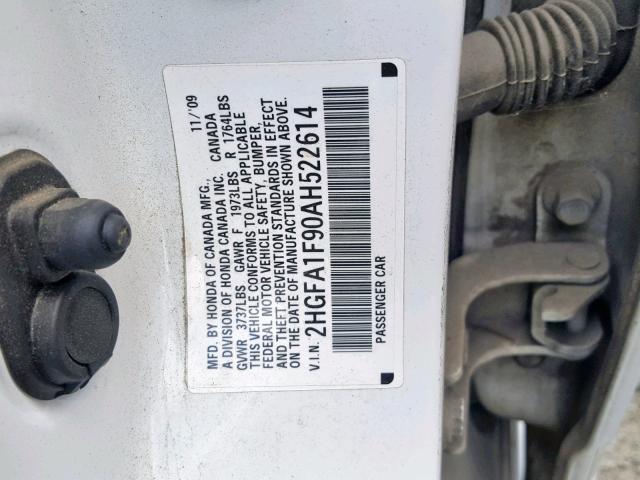 MFD. BY HONDA OF CANADA MFG., CANADA 11/'09
A DIVISION OF HONDA CANADA INC.
GVWR 3737LBS GAWR F 1973LBS R 1764LBS
THIS VEHICLE CONFORMS TO ALL APPLICABLE
FEDERAL MOTOR VEHICLE SAFETY, BUMPER,
AND THEFT PREVENTION STANDARDS IN EFFECT
ON THE DATE OF MANUFACTURE SHOWN ABOVE.
V.I.N.: 2HGFA1F90AH522614
PASSENGER CAR